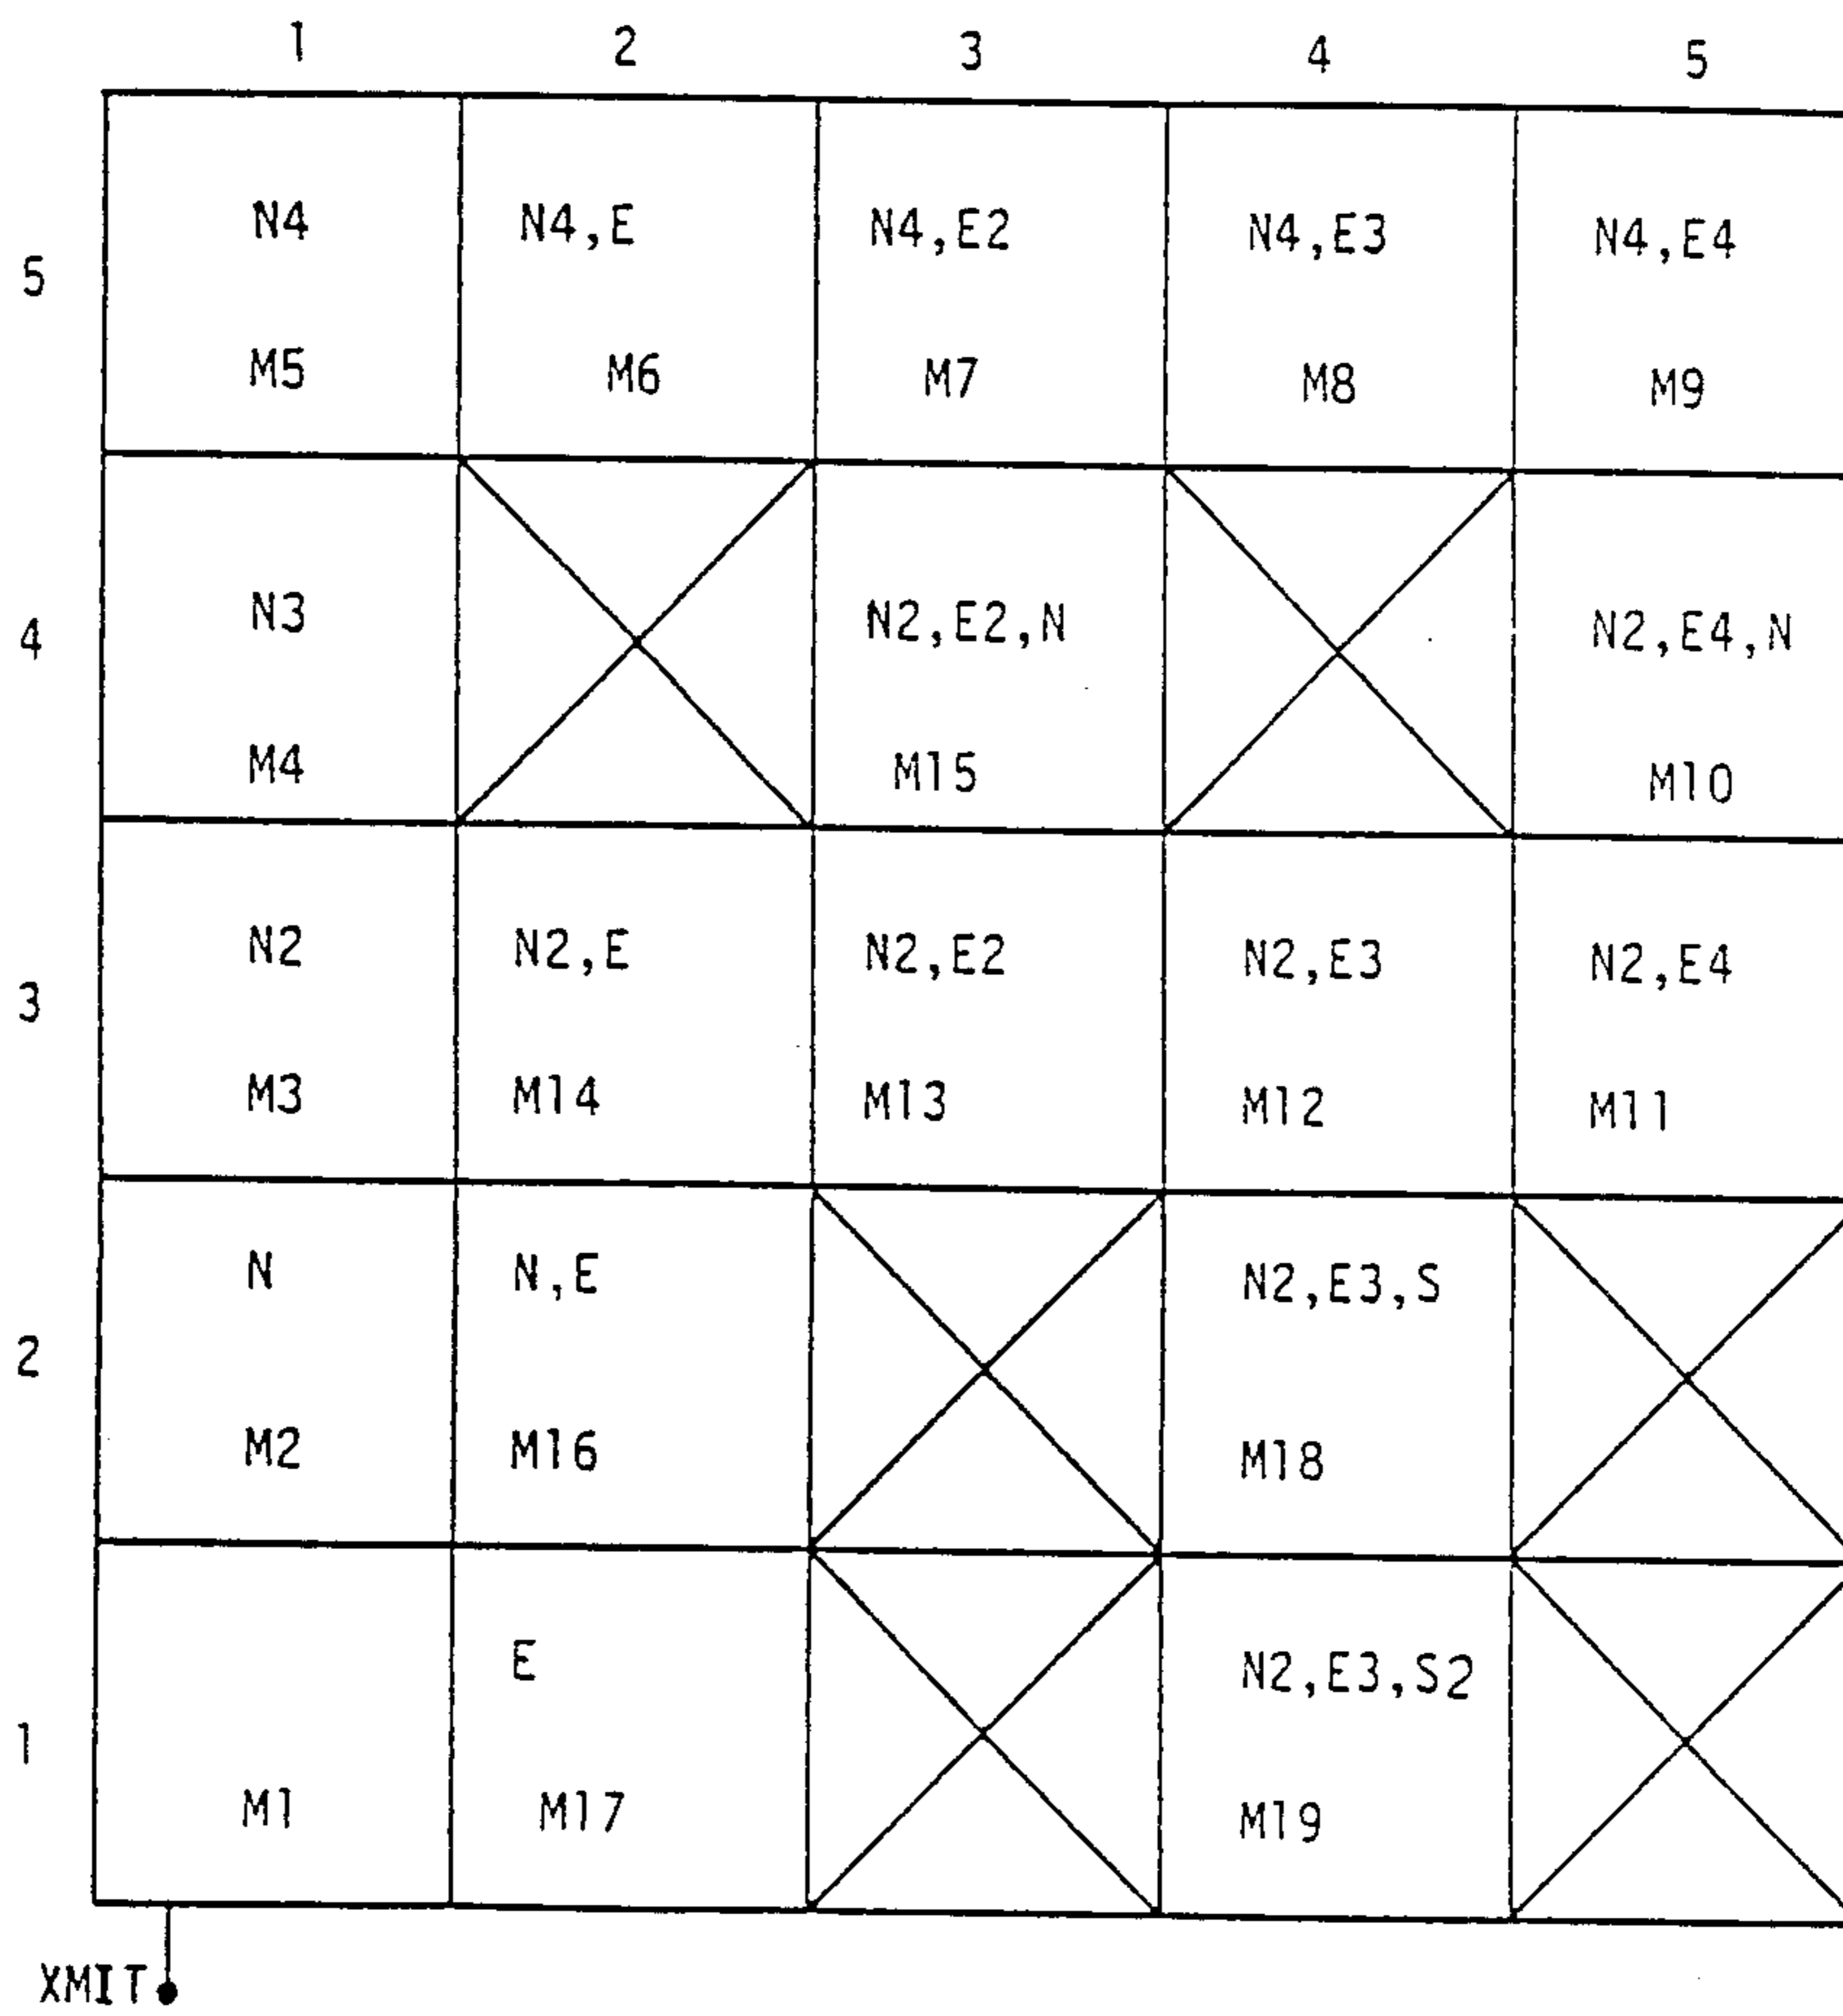 1 2 3 4 5
N4 N4,E N4,E2 N4,E3 N4,E4
5
M5 M6 M7 M8 M9
N3 N2,E2,N N2,E4,N
4
M4 M15 M10
N2 N2,E N2,E2 N2,E3 N2,E4
3
M3 M14 M13 M12 M11
N N,E N2,E3,S
2
M2 M16 M18
E N2,E3,S2
1
M1 M17 M19
XMIT